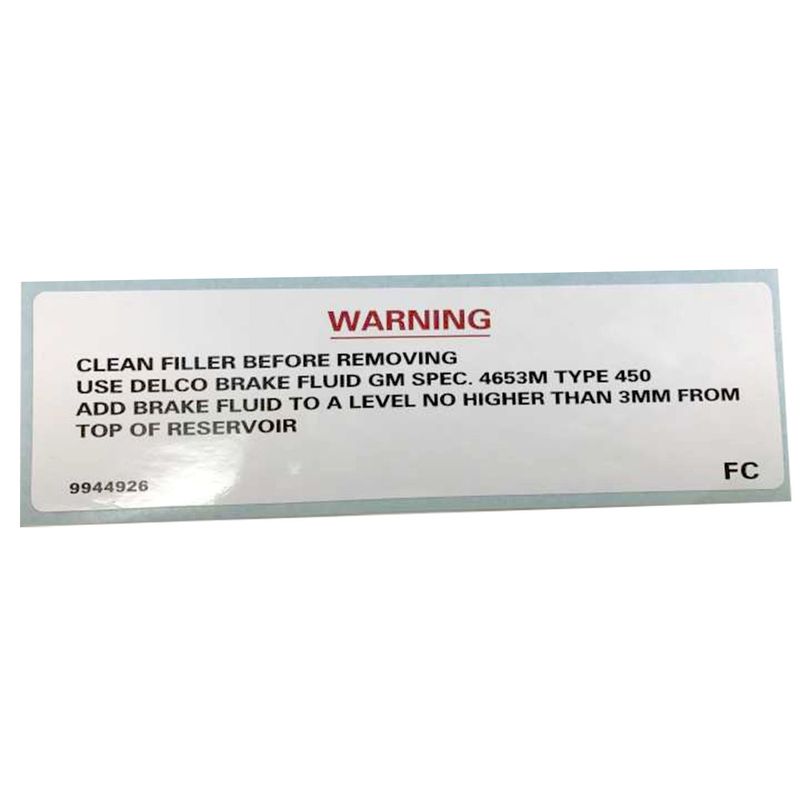 WARNING
CLEAN FILLER BEFORE REMOVING
USE DELCO BRAKE FLUID GM SPEC. 4653M TYPE 450
ADD BRAKE FLUID TO A LEVEL NO HIGHER THAN 3MM FROM
TOP OF RESERVOIR
9944926
FC